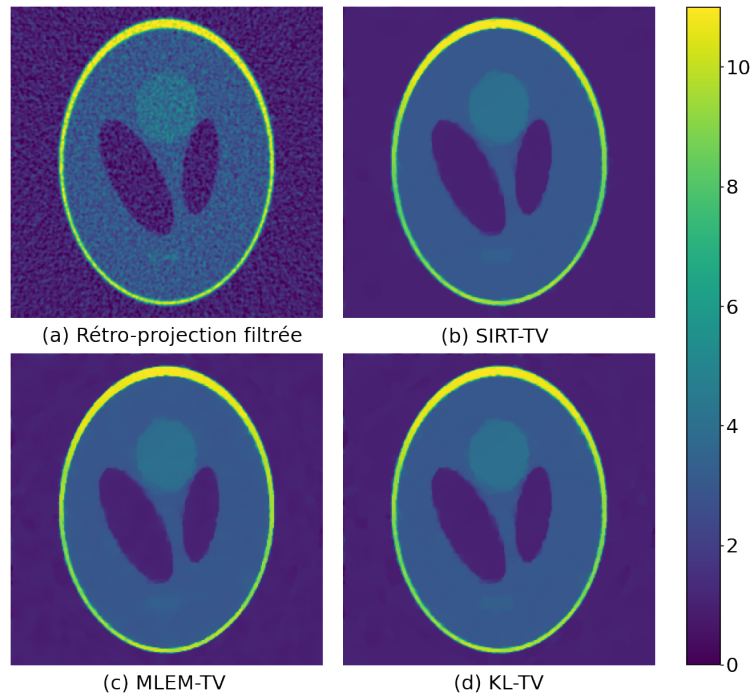 (a) Rétro-projection filtrée
(b) SIRT-TV
(c) MLEM-TV
(d) KL-TV
10
8
6
4
2
0